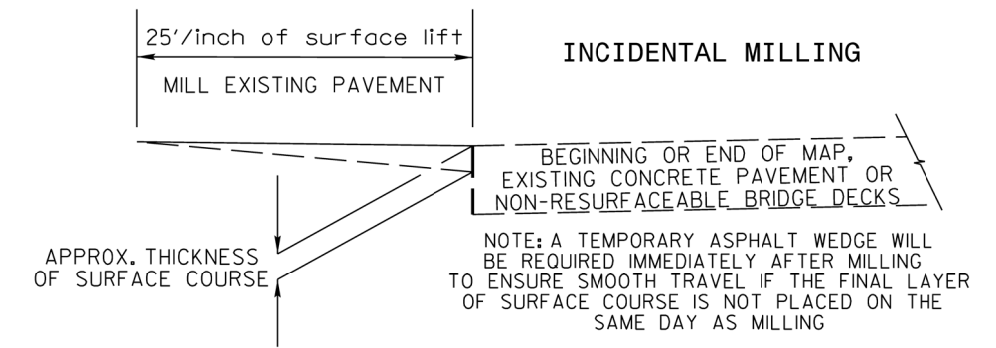 25'/inch of surface lift
MILL EXISTING PAVEMENT
INCIDENTAL MILLING
BEGINNING OR END OF MAP,
EXISTING CONCRETE PAVEMENT OR
NON-RESURFACEABLE BRIDGE DECKS
APPROX. THICKNESS
OF SURFACE COURSE
NOTE: A TEMPORARY ASPHALT WEDGE WILL
BE REQUIRED IMMEDIATELY AFTER MILLING
TO ENSURE SMOOTH TRAVEL IF THE FINAL LAYER
OF SURFACE COURSE IS NOT PLACED ON THE
SAME DAY AS MILLING